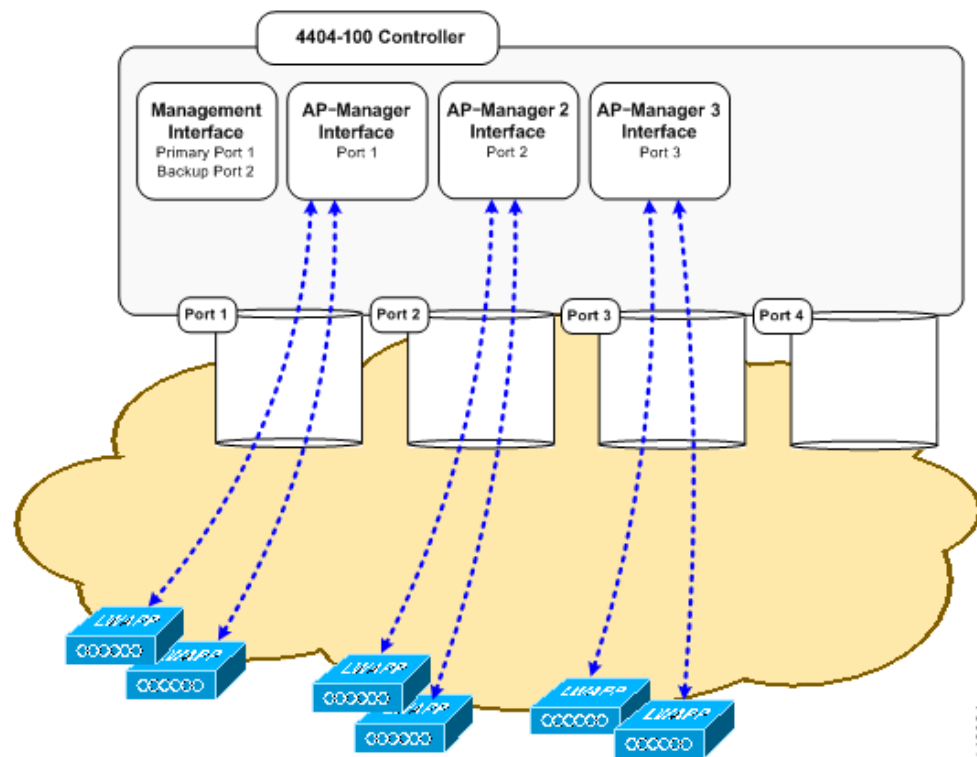 4404-100 Controller
Management
Interface
Primary Port 1
Backup Port 2
AP-Manager
Interface
Port 1
AP-Manager 2
Interface
Port 2
AP-Manager 3
Interface
Port 3
Port 1
Port 2
Port 3
Port 4
LWAPP
LWAPP
LWAPP
LWAPP
LWAPP
LWAPP